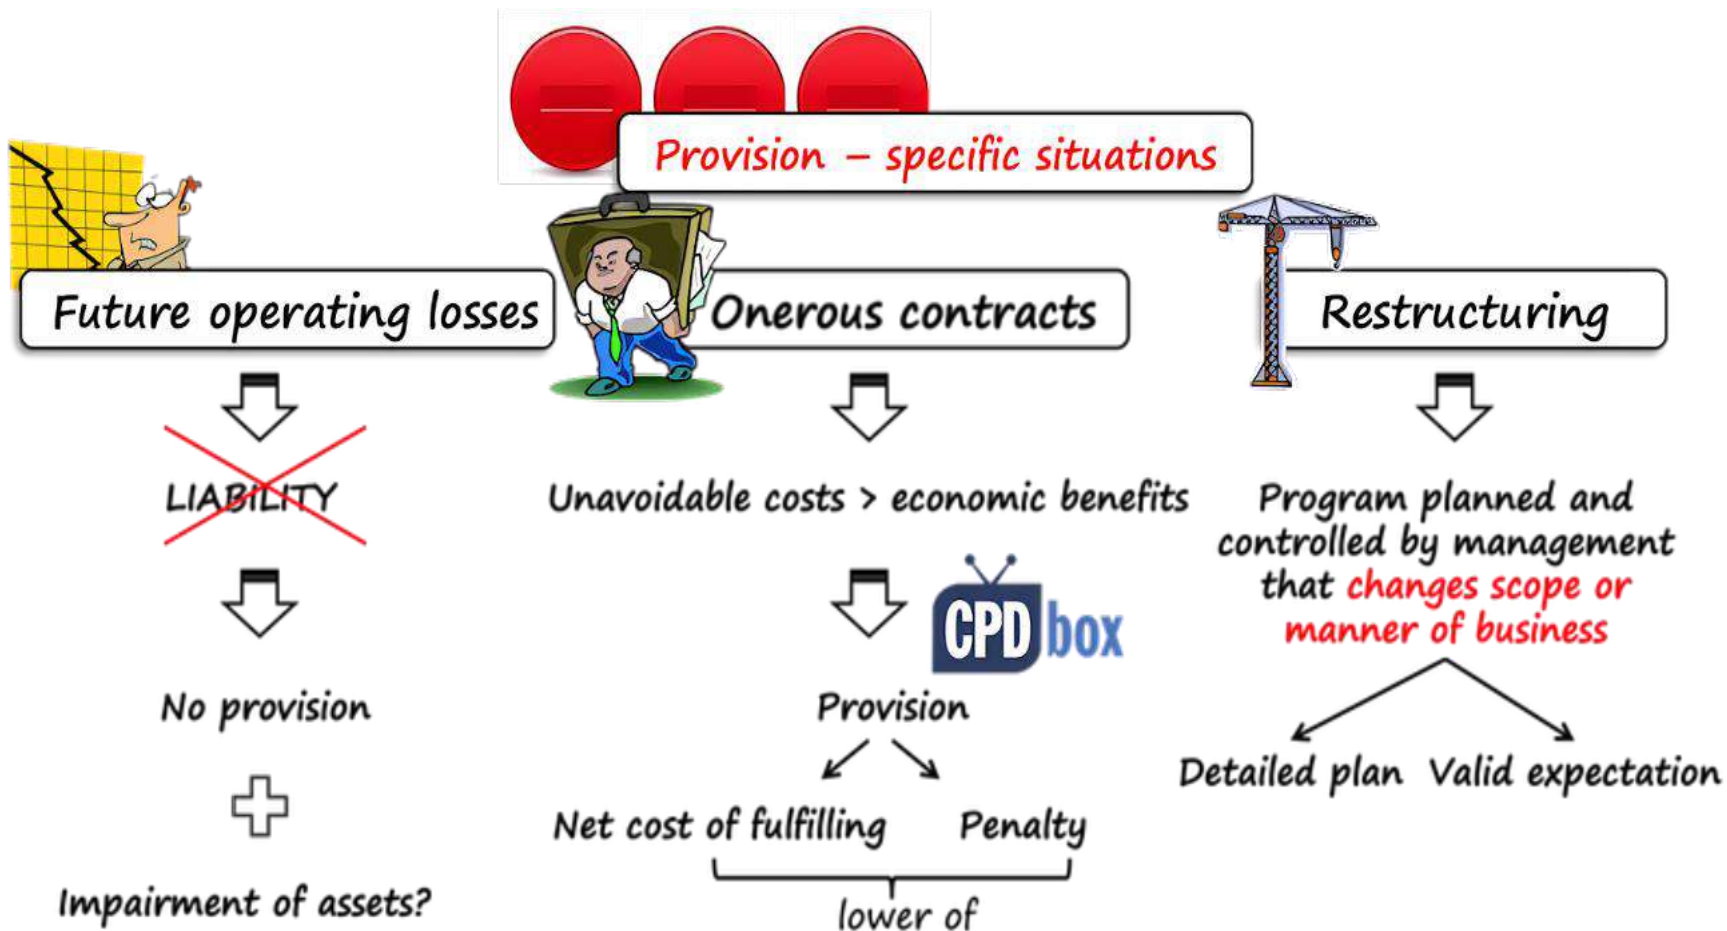 Provision – specific situations
Future operating losses
LIABILITY
No provision
Impairment of assets?
Onerous contracts
Unavoidable costs > economic benefits
CPD box
Provision
Net cost of fulfilling
Penalty
lower of
Restructuring
Program planned and
controlled by management
that changes scope or
manner of business
Detailed plan
Valid expectation